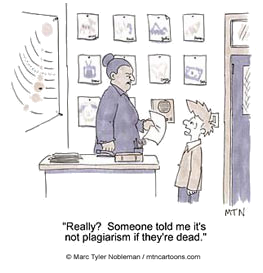 MTN
"Really? Someone told me it's
not plagiarism if they're dead."
© Marc Tyler Nobleman / mtncartoons.com